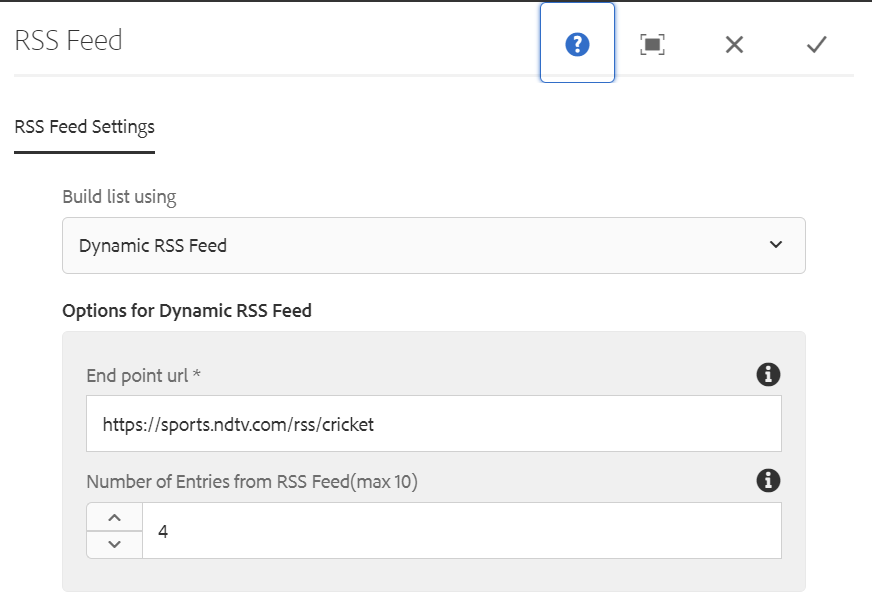 RSS Feed
RSS Feed Settings
Build list using
Dynamic RSS Feed
Options for Dynamic RSS Feed
End point url *
https://sports.ndtv.com/rss/cricket
Number of Entries from RSS Feed(max 10)
4